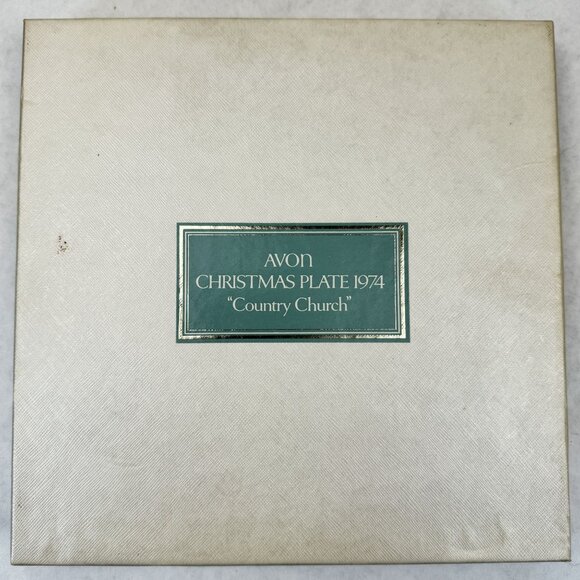 AVON
CHRISTMAS PLATE 1974
"Country Church"